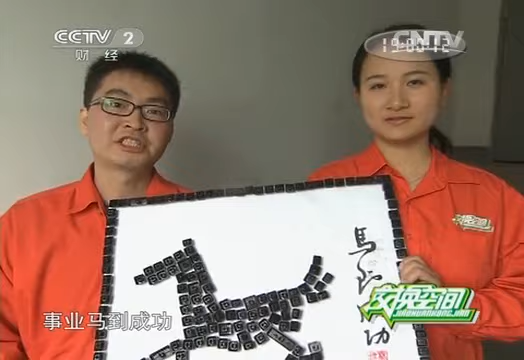 CCTV 2
财 · 经
CNTV
事业马到成功
馬到成功
交换空间
JIAOHUANKONGJIAN